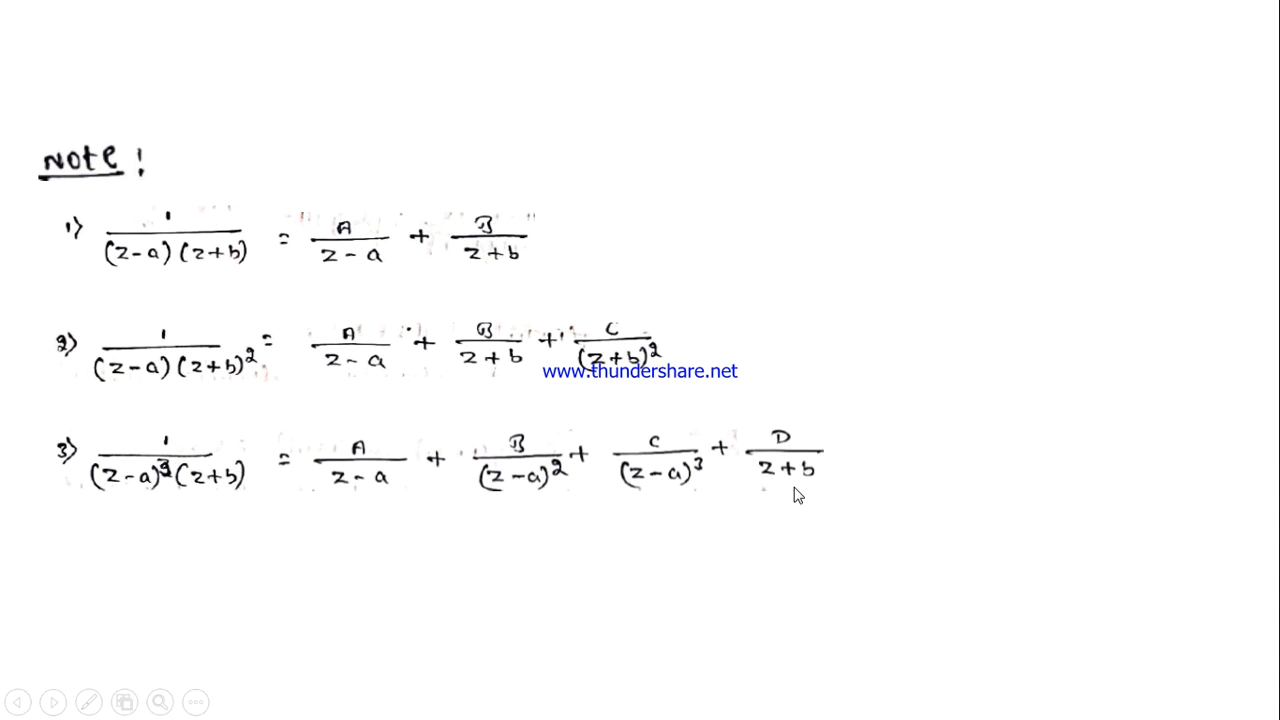 Note :
1) 1/((z-a)(z+b)) = A/(z-a) + B/(z+b)
2) 1/((z-a)(z+b)²) = A/(z-a) + B/(z+b) + C/((z+b)²)
www.thundershare.net
3) 1/((z-a)³(z+b)) = A/(z-a) + B/((z-a)²) + C/((z-a)³) + D/(z+b)